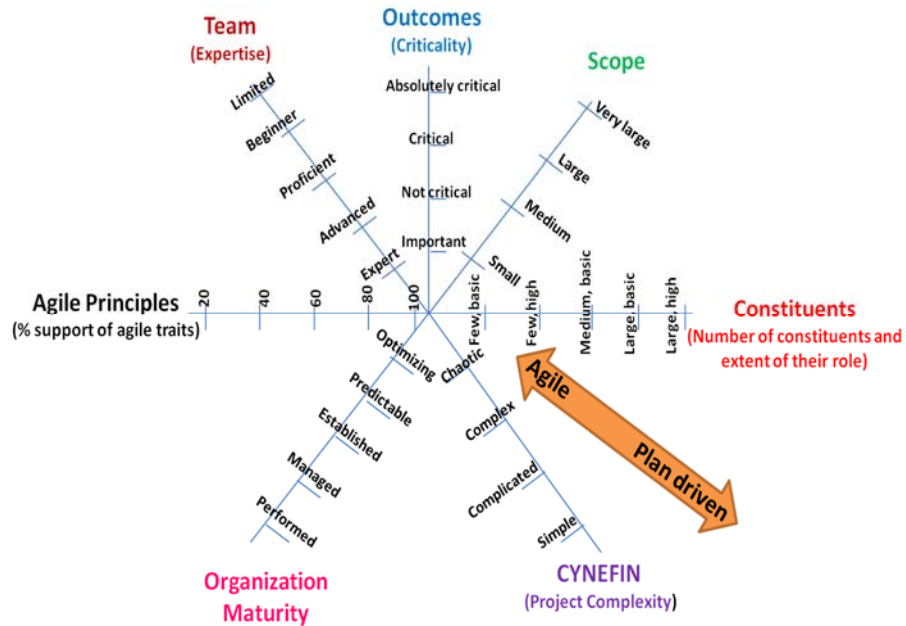 Team
(Expertise)
Outcomes
(Criticality)
Scope
Limited
Beginner
Proficient
Advanced
Expert
Absolutely critical
Critical
Not critical
Important
Very large
Large
Medium
Small
Agile Principles
(% support of agile traits)
20
40
60
80
100
Few, basic
Few, high
Medium, basic
Large, basic
Large, high
Constituents
(Number of constituents and
extent of their role)
Optimizing
Predictable
Established
Managed
Performed
Organization
Maturity
Chaotic
Complex
Complicated
Simple
CYNEFIN
(Project Complexity)
Agile
Plan driven